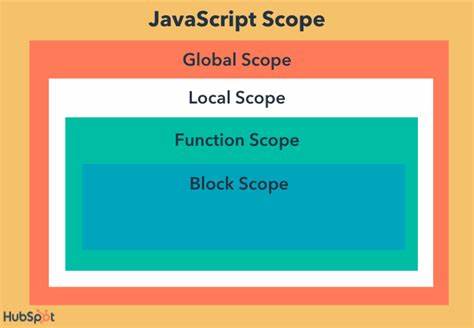 JavaScript Scope
Global Scope
Local Scope
Function Scope
Block Scope
HubSpot